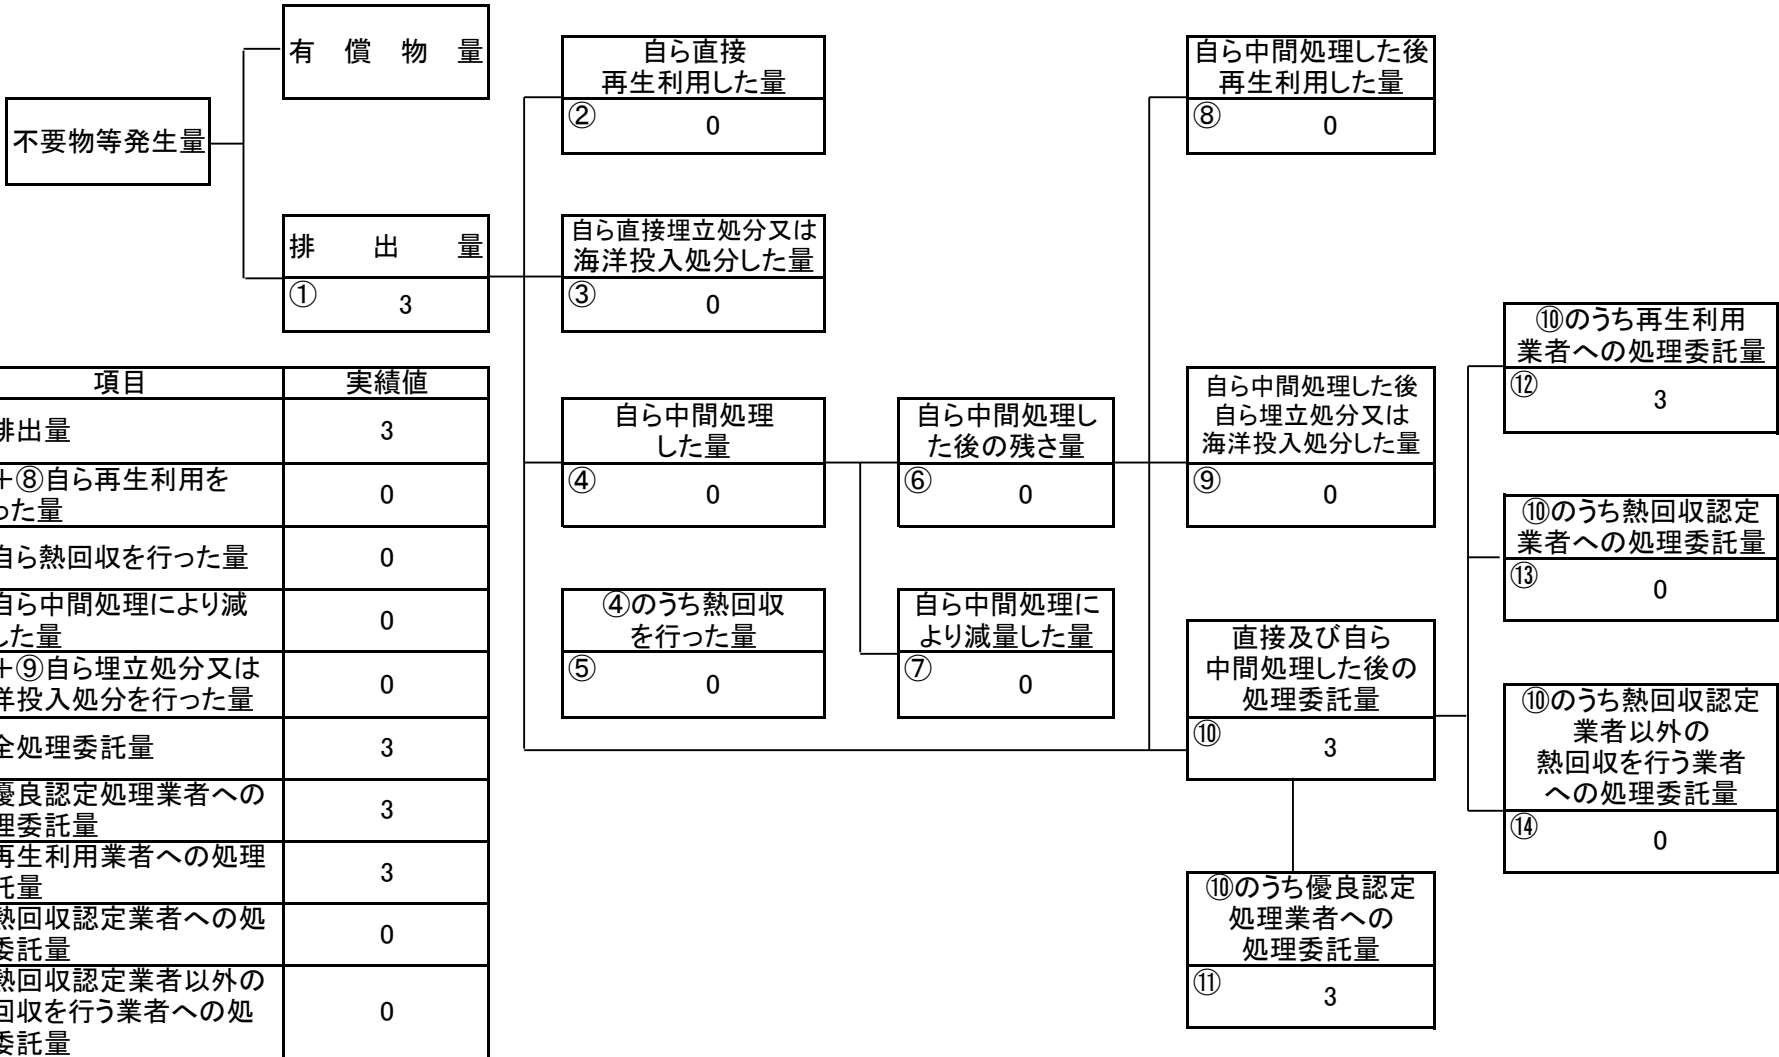 不要物等発生量
有償物量
排出量
①
3
自ら直接
再生利用した量
②
0
自ら直接埋立処分又は
海洋投入処分した量
③
0
自ら中間処理
した量
④
0
④のうち熱回収
を行った量
⑤
0
自ら中間処理し
た後の残さ量
⑥
0
自ら中間処理に
より減量した量
⑦
0
自ら中間処理した後
再生利用した量
⑧
0
自ら中間処理した後
自ら埋立処分又は
海洋投入処分した量
⑨
0
直接及び自ら
中間処理した後の
処理委託量
⑩
3
⑩のうち優良認定
処理業者への
処理委託量
⑪
3
⑩のうち再生利用
業者への処理委託量
⑫
3
⑩のうち熱回収認定
業者への処理委託量
⑬
0
⑩のうち熱回収認定
業者以外の
熱回収を行う業者
への処理委託量
⑭
0
項目 実績値
排出量 3
+⑧自ら再生利用を
った量
0
自ら熱回収を行った量 0
自ら中間処理により減
した量
0
+⑨自ら埋立処分又は
洋投入処分を行った量
0
全処理委託量 3
優良認定処理業者への
理委託量
3
再生利用業者への処理
託量
3
熱回収認定業者への処
委託量
0
熱回収認定業者以外の
回収を行う業者への処
委託量
0